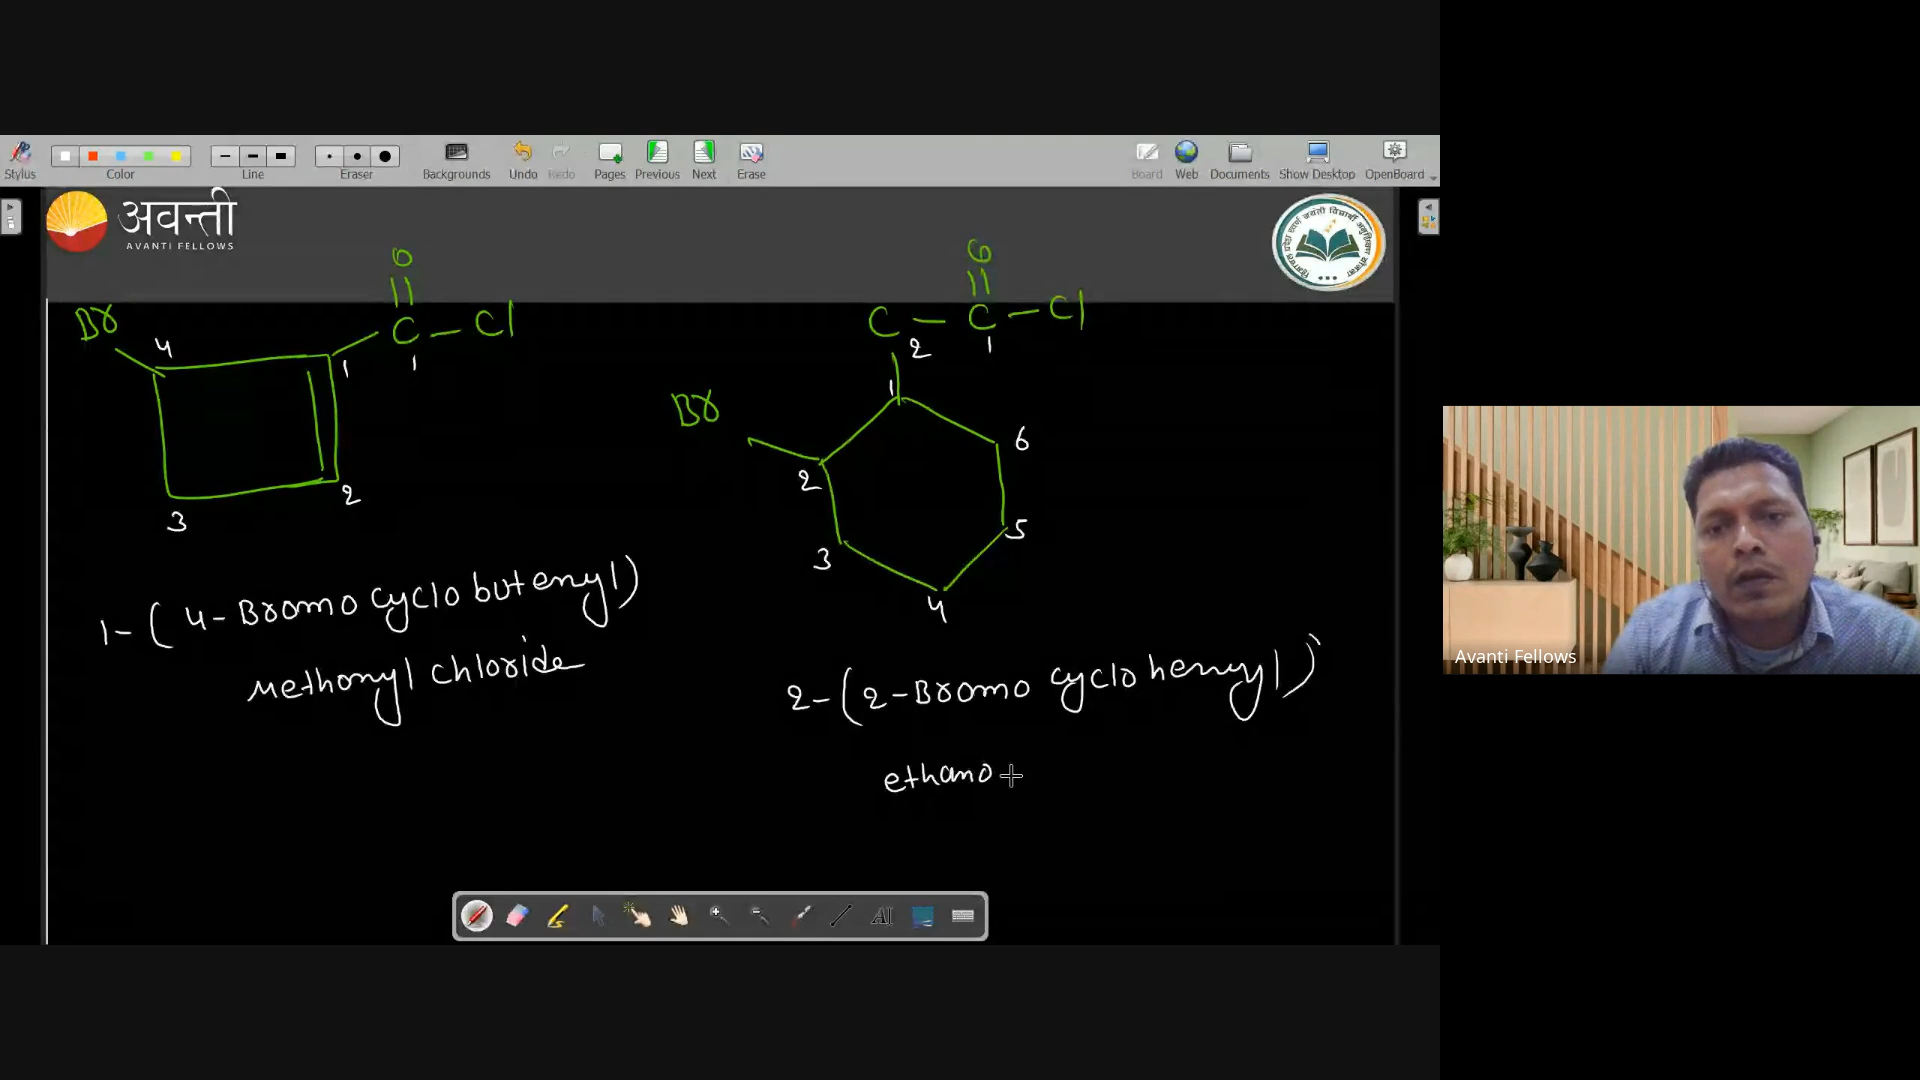 Stylus
Color
Line
Eraser
Backgrounds
Undo
Redo
Pages
Previous
Next
Erase
Board
Web
Documents
Show Desktop
OpenBoard
अवन्ती
AVANTI FELLOWS
O
Br 4 1 C — Cl
1
3 2
1-(4-Bromo cyclo butenyl)
Methonyl chloride
O
C — C — Cl
2 1
1
Br
6
2
5
3
4
2-(2-Bromo cyclo hexyl)
ethano
Avanti Fellows